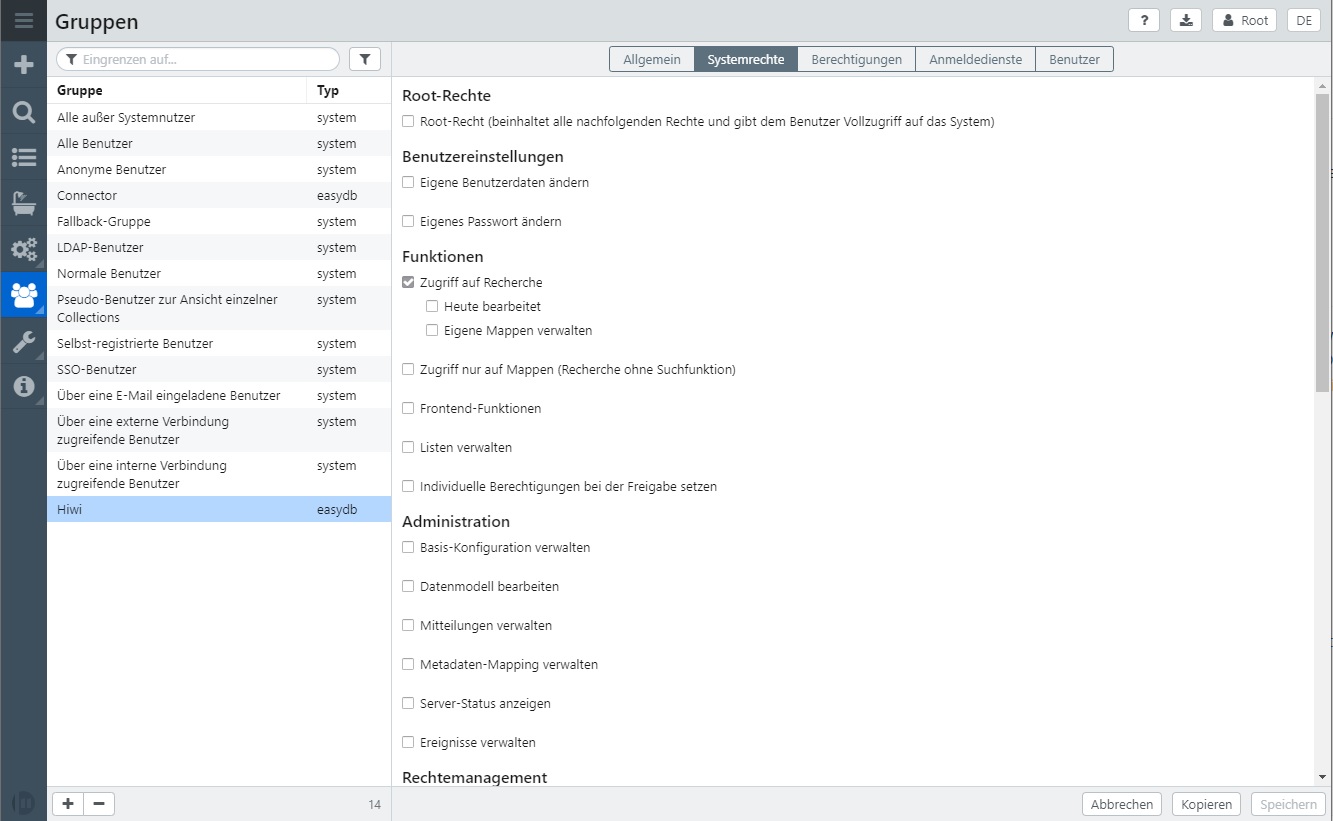 Gruppen
?
Root
DE
Eingrenzen auf...
Allgemein
Systemrechte
Berechtigungen
Anmeldedienste
Benutzer
Gruppe Typ
Alle außer Systemnutzer system
Alle Benutzer system
Anonyme Benutzer system
Connector easydb
Fallback-Gruppe system
LDAP-Benutzer system
Normale Benutzer system
Pseudo-Benutzer zur Ansicht einzelner system
Collections
Selbst-registrierte Benutzer system
SSO-Benutzer system
Über eine E-Mail eingeladene Benutzer system
Über eine externe Verbindung system
zugreifende Benutzer
Über eine interne Verbindung system
zugreifende Benutzer
Hiwi easydb
14
Root-Rechte
Root-Recht (beinhaltet alle nachfolgenden Rechte und gibt dem Benutzer Vollzugriff auf das System)
Benutzereinstellungen
Eigene Benutzerdaten ändern
Eigenes Passwort ändern
Funktionen
Zugriff auf Recherche
Heute bearbeitet
Eigene Mappen verwalten
Zugriff nur auf Mappen (Recherche ohne Suchfunktion)
Frontend-Funktionen
Listen verwalten
Individuelle Berechtigungen bei der Freigabe setzen
Administration
Basis-Konfiguration verwalten
Datenmodell bearbeiten
Mitteilungen verwalten
Metadaten-Mapping verwalten
Server-Status anzeigen
Ereignisse verwalten
Rechtemanagement
Abbrechen
Kopieren
Speichern